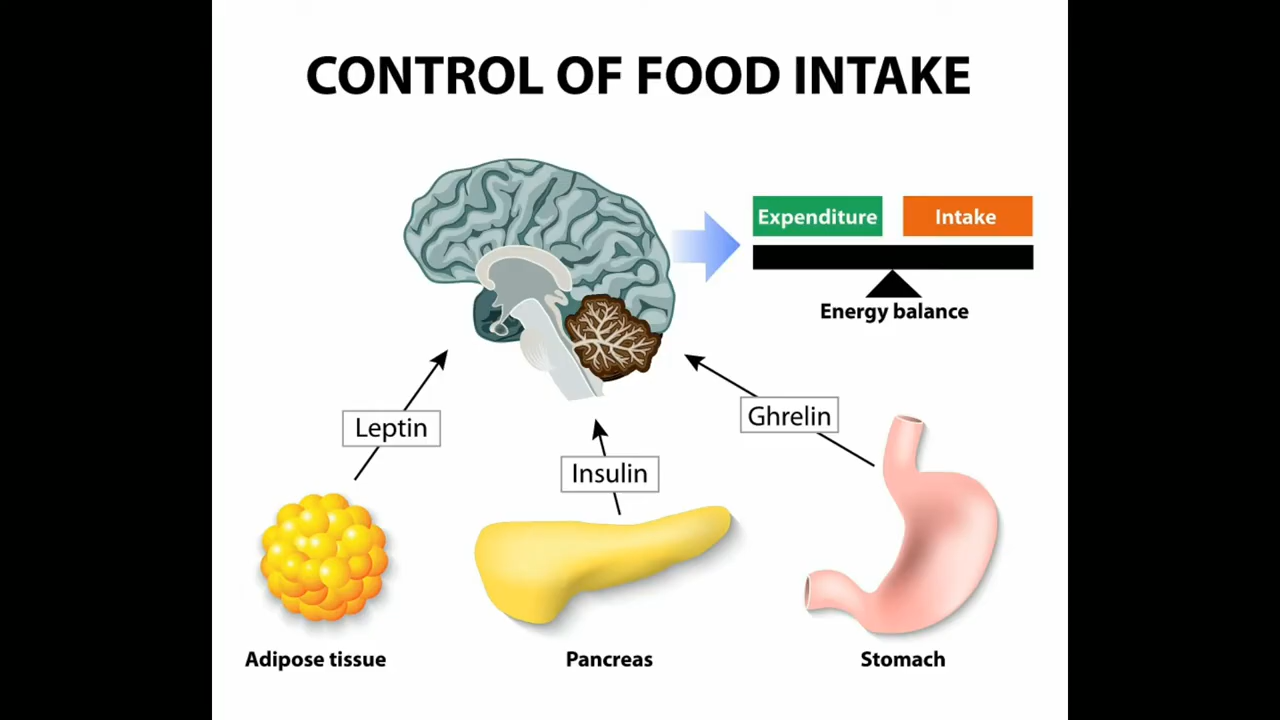 CONTROL OF FOOD INTAKE
Expenditure
Intake
Energy balance
Leptin
Ghrelin
Insulin
Adipose tissue
Pancreas
Stomach